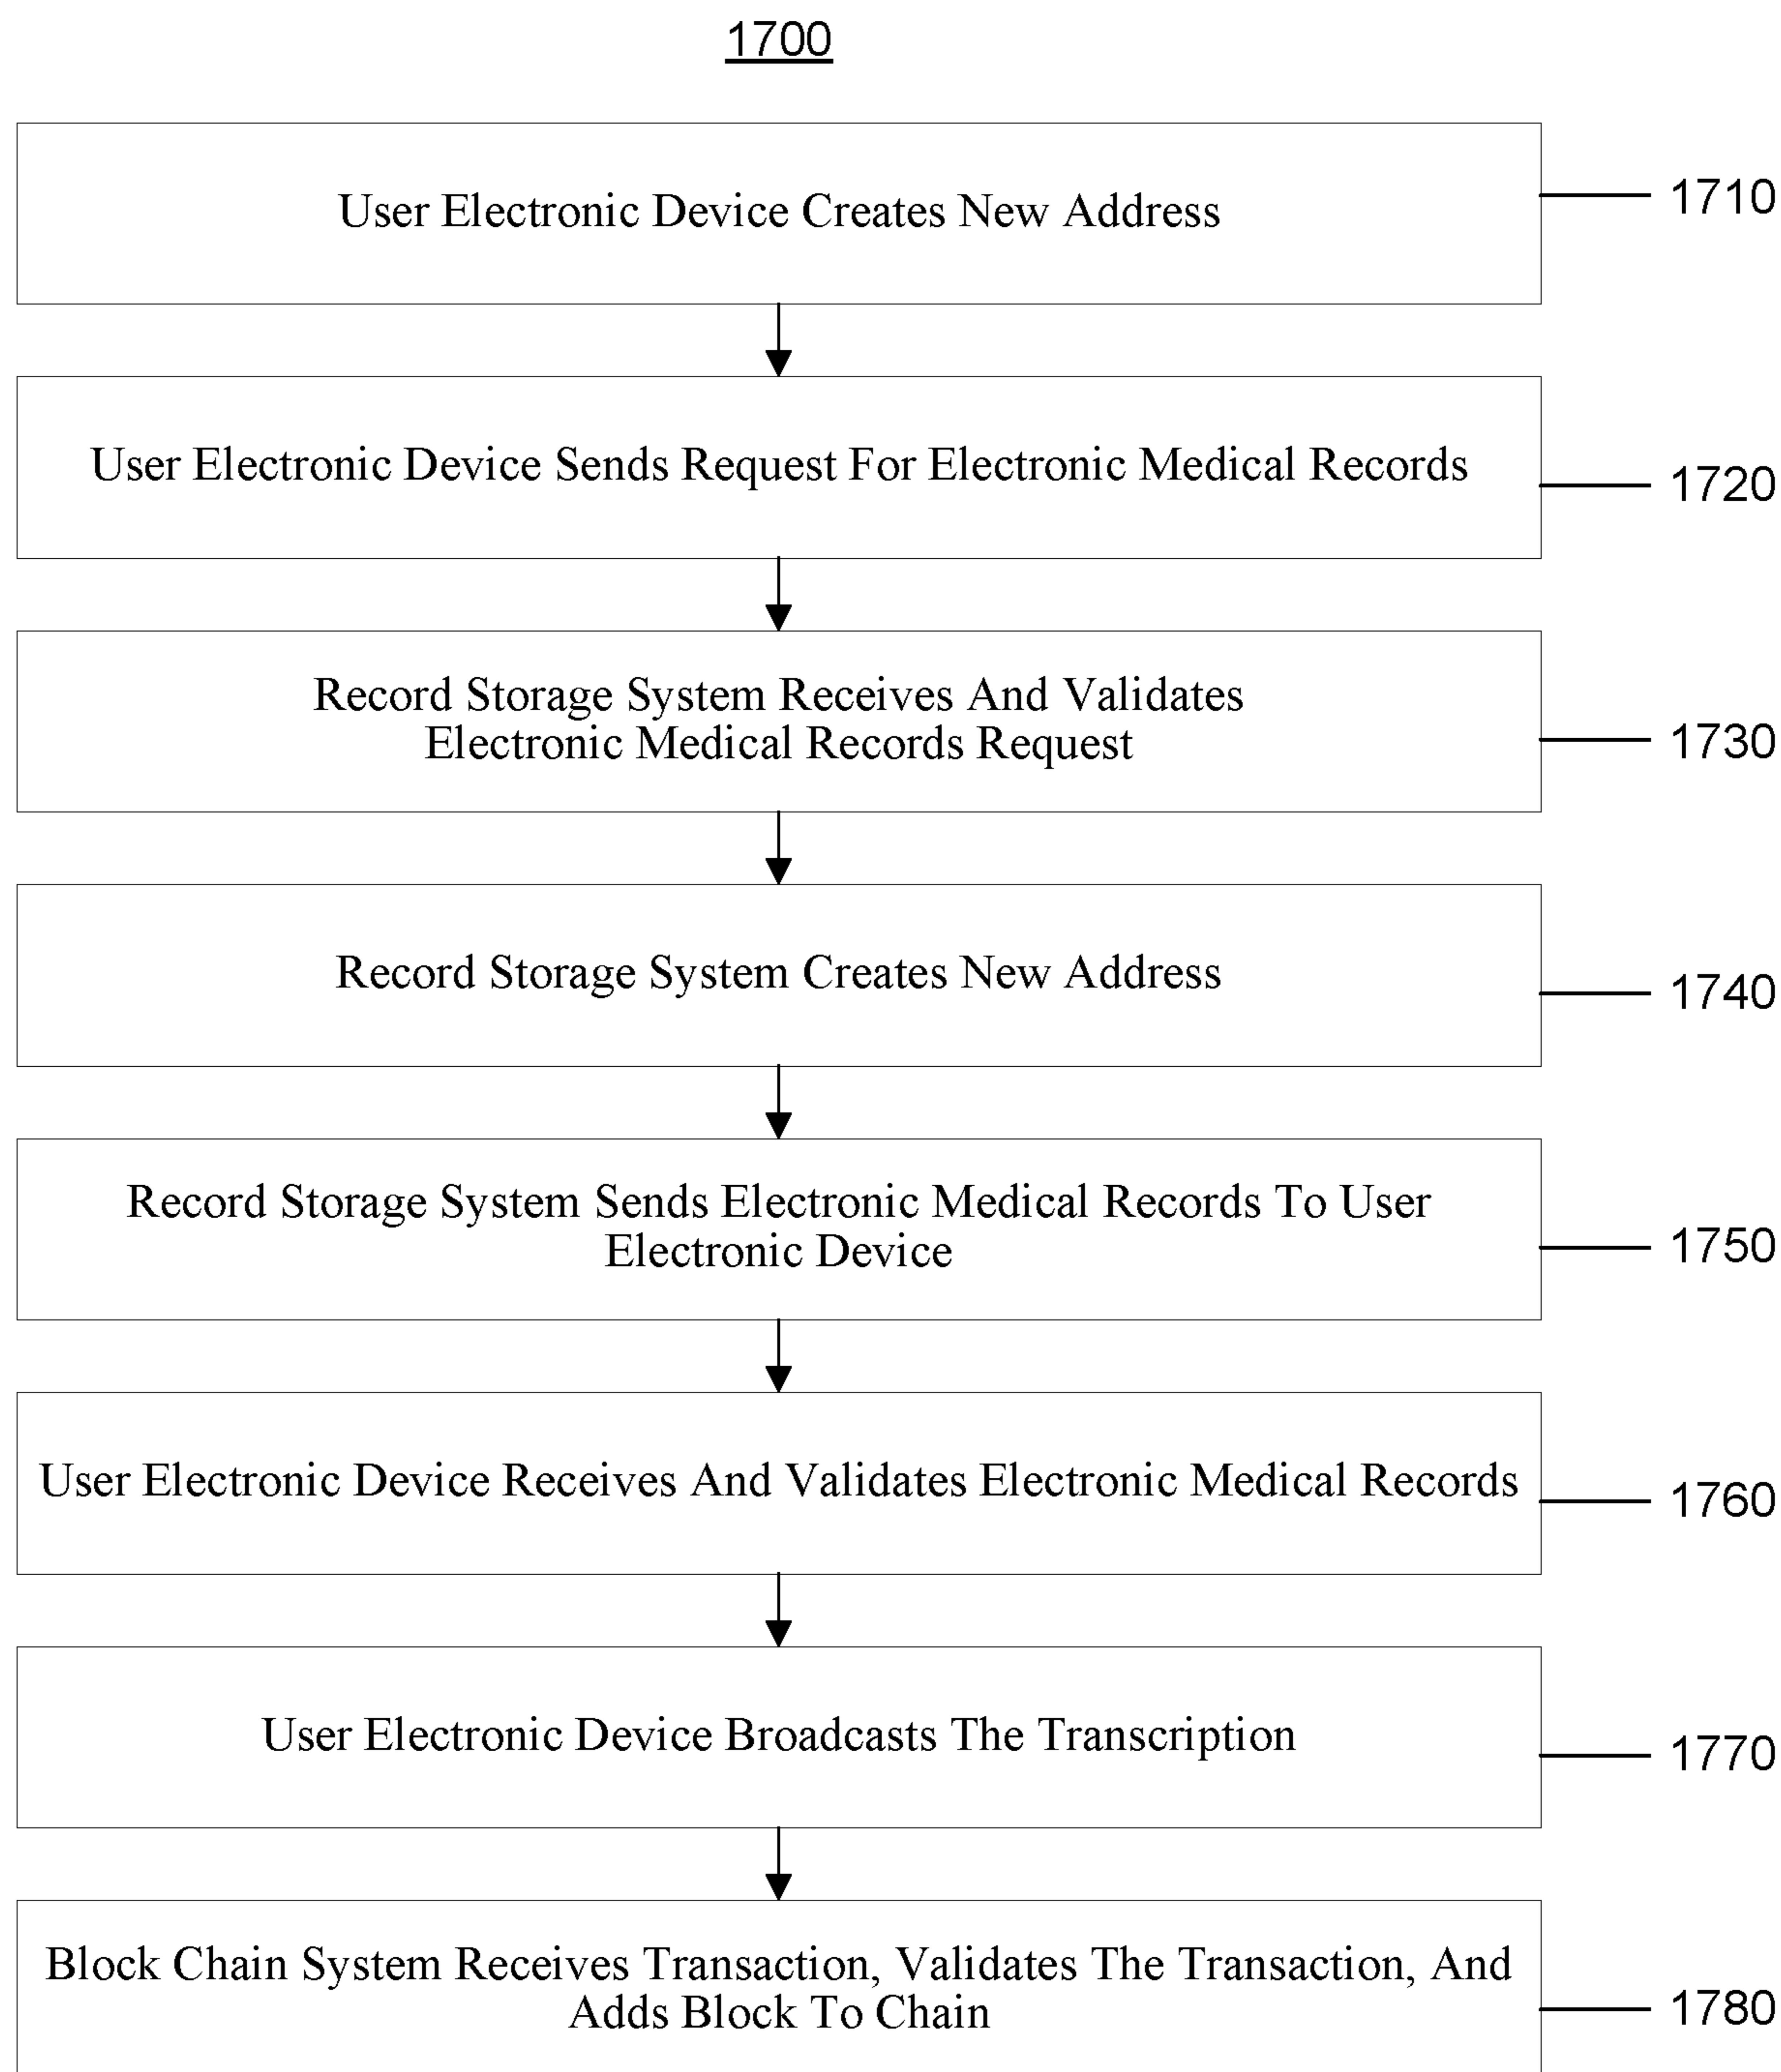 1700
User Electronic Device Creates New Address
1710
User Electronic Device Sends Request For Electronic Medical Records
1720
Record Storage System Receives And Validates
Electronic Medical Records Request
1730
Record Storage System Creates New Address
1740
Record Storage System Sends Electronic Medical Records To User
Electronic Device
1750
User Electronic Device Receives And Validates Electronic Medical Records
1760
User Electronic Device Broadcasts The Transcription
1770
Block Chain System Receives Transaction, Validates The Transaction, And
Adds Block To Chain
1780